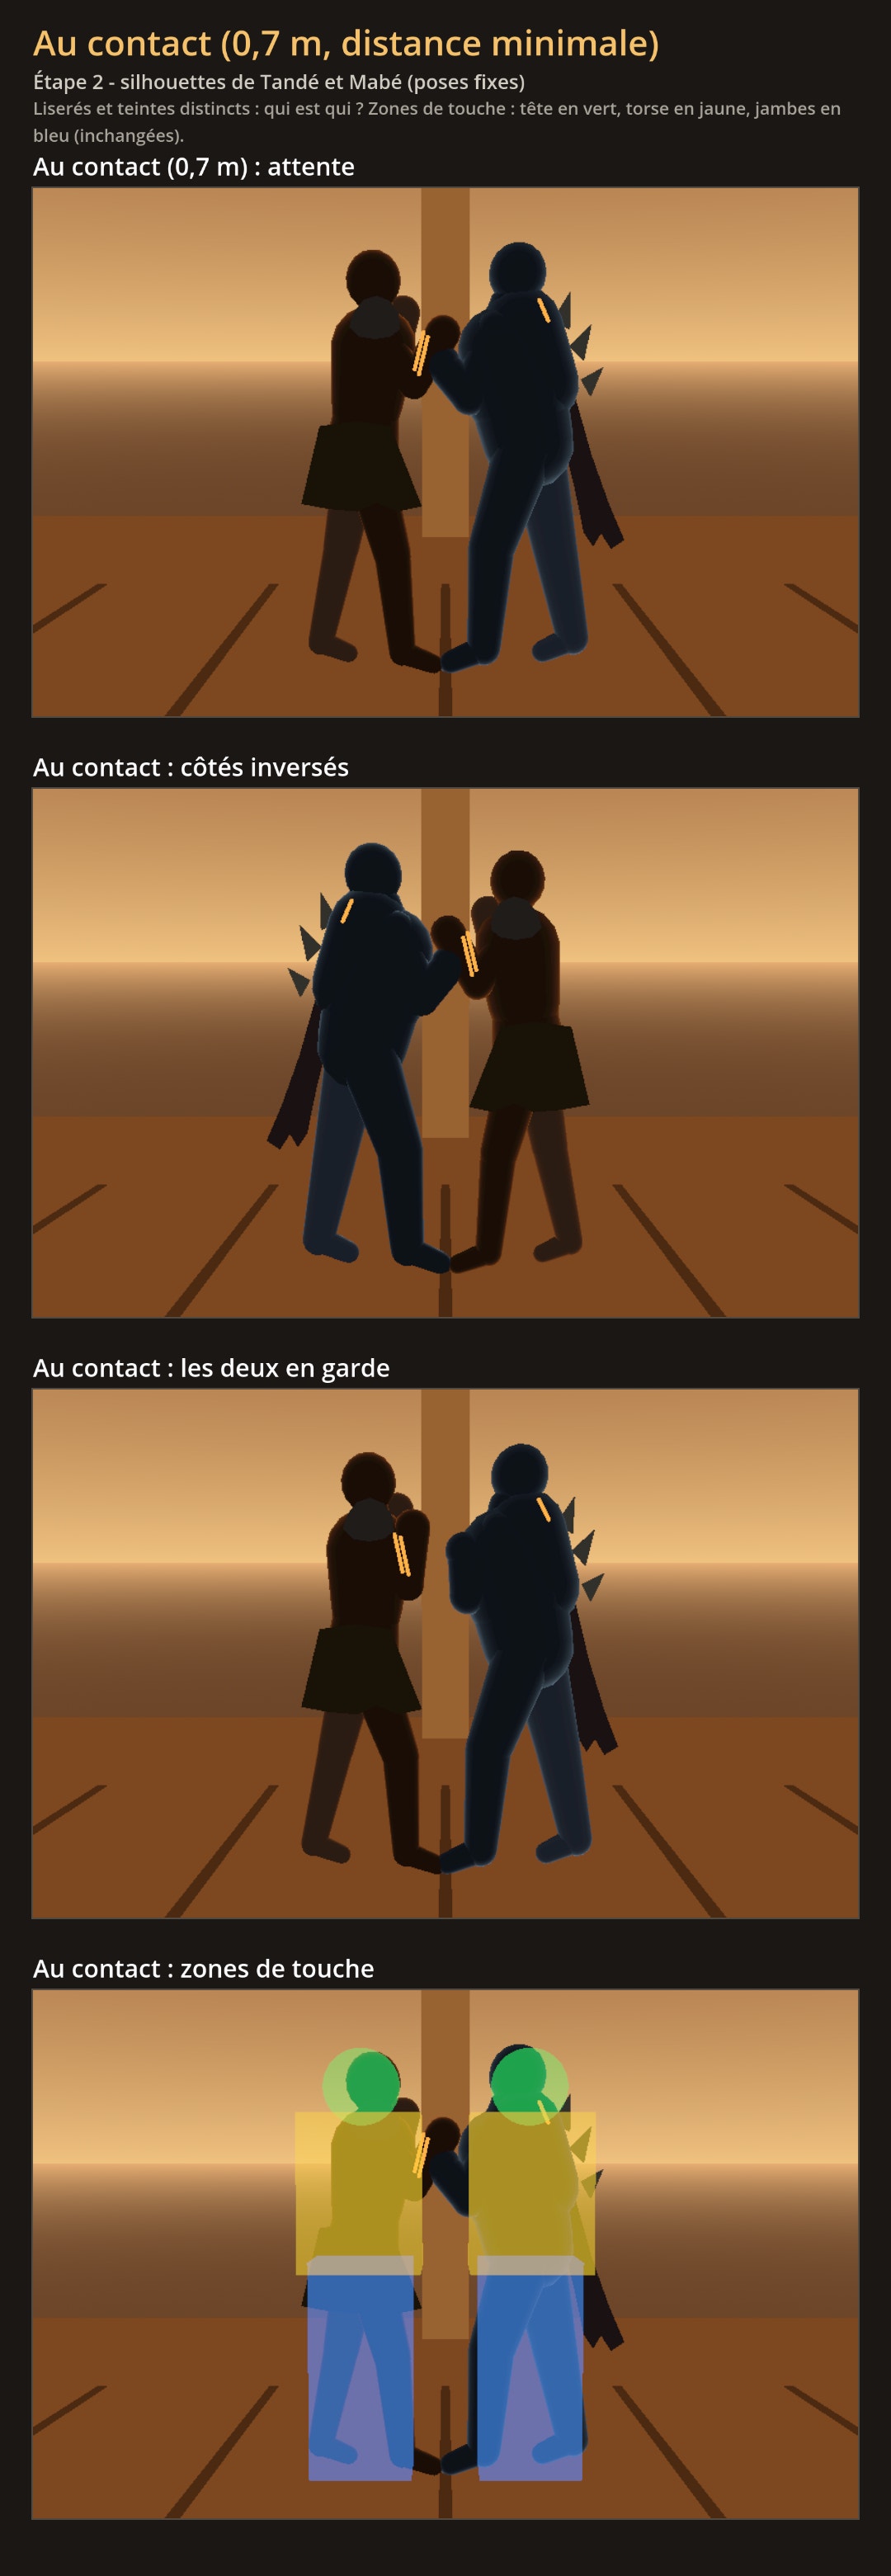 Au contact (0,7 m, distance minimale)
Étape 2 - silhouettes de Tandé et Mabé (poses fixes)
Liserés et teintes distincts : qui est qui ? Zones de touche : tête en vert, torse en jaune, jambes en
bleu (inchangées).
Au contact (0,7 m) : attente
Au contact : côtés inversés
Au contact : les deux en garde
Au contact : zones de touche